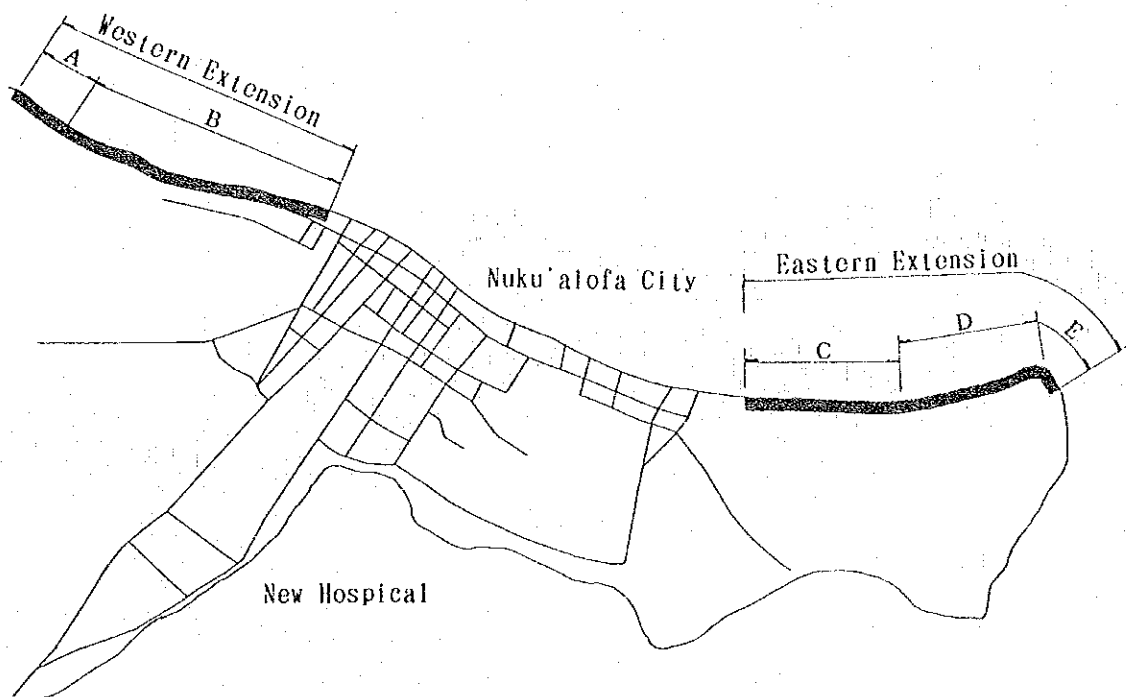 Western Extension
A
B
Nuku'alofa City
Eastern Extension
C
D
E
New Hospical